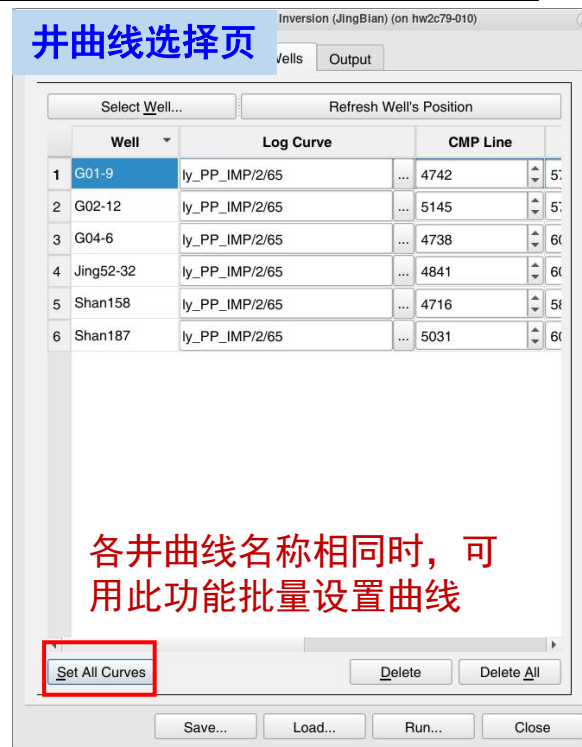 Inversion (JingBian) (on hw2c79-010)
井曲线选择页
Output
Select Well...
Refresh Well's Position
Well Log Curve CMP Line
1 G01-9 ly_PP_IMP/2/65 ... 4742
2 G02-12 ly_PP_IMP/2/65 ... 5145
3 G04-6 ly_PP_IMP/2/65 ... 4738
4 Jing52-32 ly_PP_IMP/2/65 ... 4841
5 Shan158 ly_PP_IMP/2/65 ... 4716
6 Shan187 ly_PP_IMP/2/65 ... 5031
各井曲线名称相同时，可
用此功能批量设置曲线
Set All Curves Delete Delete All
Save... Load... Run... Close